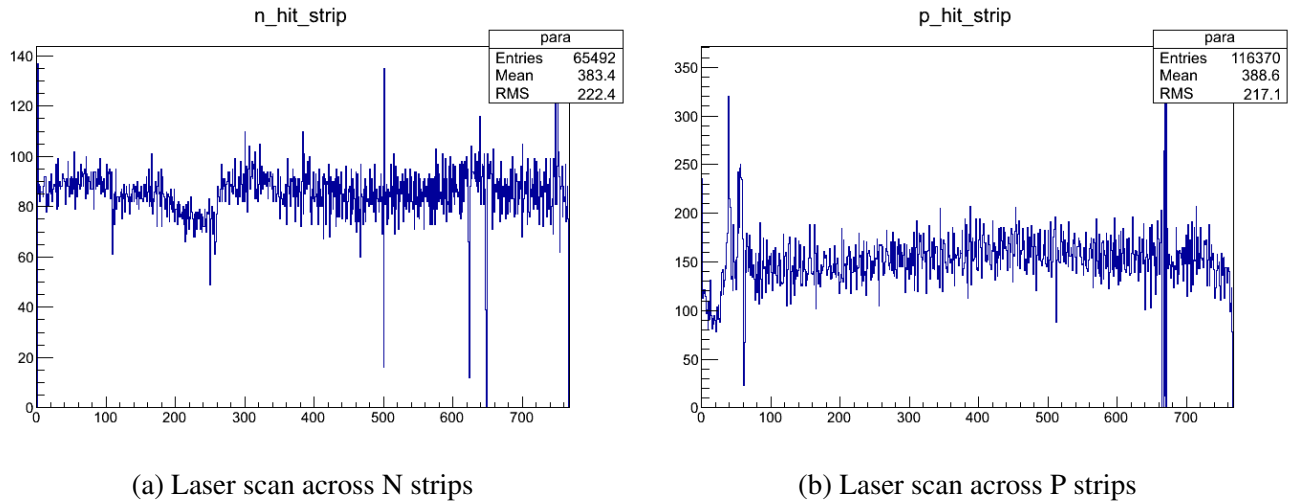 n_hit_strip
para
Entries 65492
Mean 383.4
RMS 222.4
140
120
100
80
60
40
20
0
0 100 200 300 400 500 600 700
(a) Laser scan across N strips
p_hit_strip
para
Entries 116370
Mean 388.6
RMS 217.1
350
300
250
200
150
100
50
0
0 100 200 300 400 500 600 700
(b) Laser scan across P strips